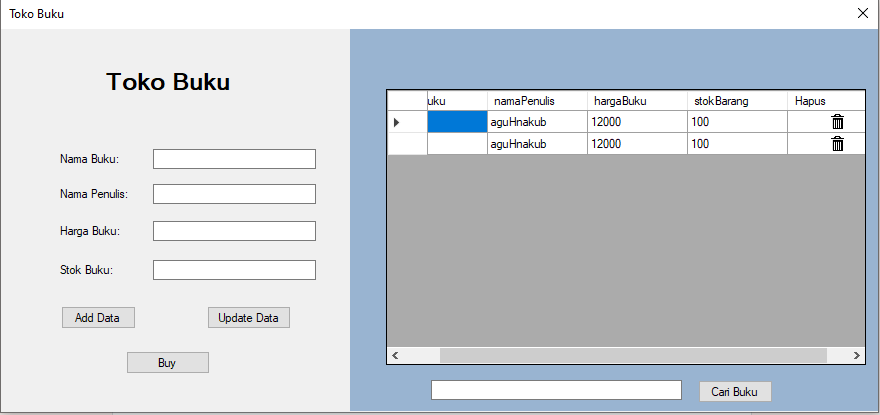 Toko Buku
Toko Buku
Nama Buku:
Nama Penulis:
Harga Buku:
Stok Buku:
Add Data
Update Data
Buy
uku namaPenulis hargaBuku stokBarang Hapus
aguHnakub 12000 100
aguHnakub 12000 100
Cari Buku